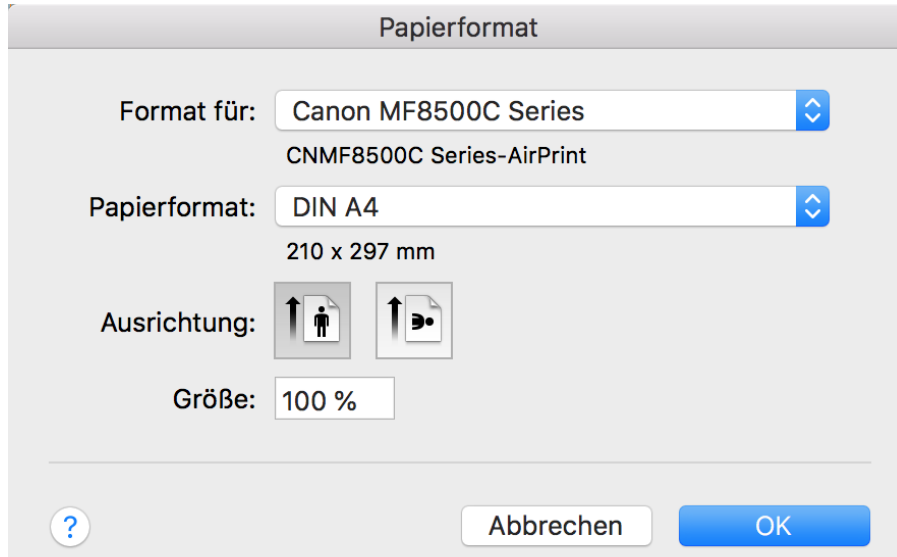 Papierformat
Format für: Canon MF8500C Series
CNMF8500C Series-AirPrint
Papierformat: DIN A4
210 x 297 mm
Ausrichtung:
Größe: 100 %
? Abbrechen OK